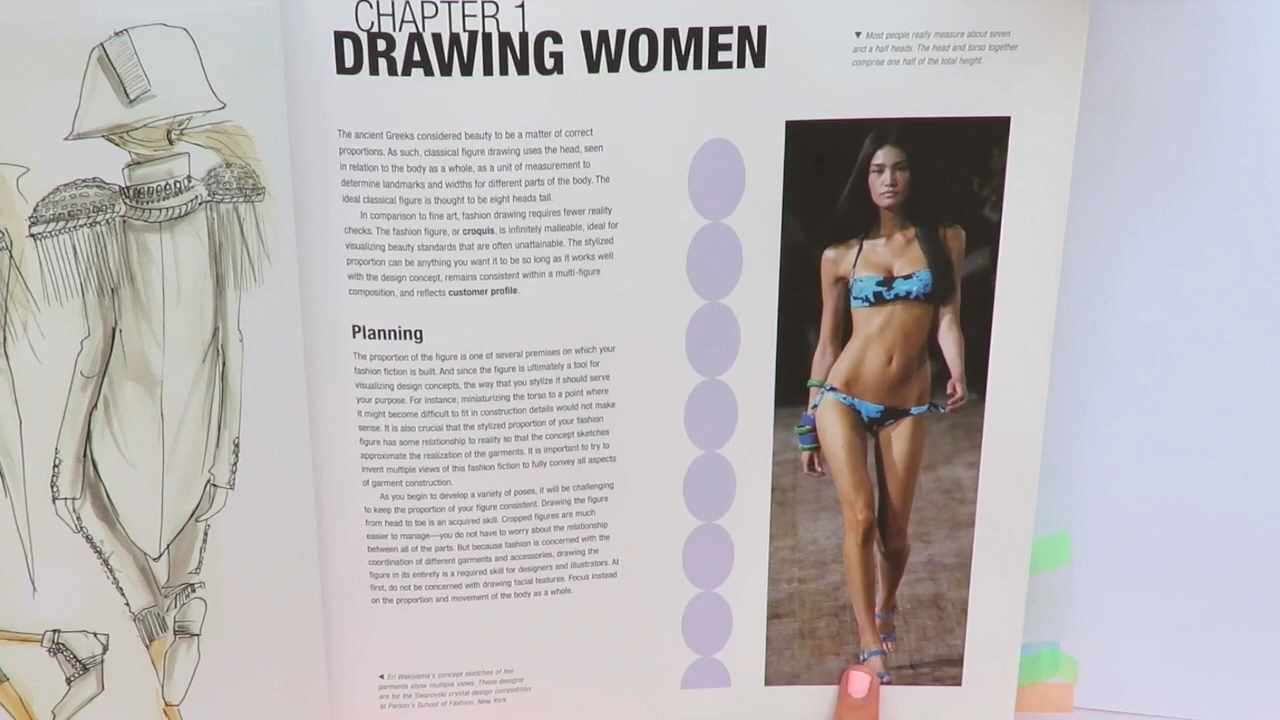 CHAPTER 1
DRAWING WOMEN
▼ Most people really measure about seven
and a half heads. The head and torso together
comprise one half of the total height.
The ancient Greeks considered beauty to be a matter of correct
proportions. As such, classical figure drawing uses the head, seen
in relation to the body as a whole, as a unit of measurement to
determine landmarks and widths for different parts of the body. The
ideal classical figure is thought to be eight heads tall.
In comparison to fine art, fashion drawing requires fewer reality
checks. The fashion figure, or croquis, is infinitely malleable, ideal for
visualizing beauty standards that are often unattainable. The stylized
proportion can be anything you want it to be so long as it works well
with the design concept, remains consistent within a multi-figure
composition, and reflects customer profile.
Planning
The proportion of the figure is one of several premises on which your
fashion fiction is built. And since the figure is ultimately a tool for
visualizing design concepts, the way that you stylize it should serve
your purpose. For instance, miniaturizing the torso to a point where
it might become difficult to fit in construction details would not make
sense. It is also crucial that the stylized proportion of your fashion
figure has some relationship to reality so that the concept sketches
approximate the realization of the garments. It is important to try to
invent multiple views of this fashion fiction to fully convey all aspects
of garment construction.
As you begin to develop a variety of poses, it will be challenging
to keep the proportion of your figure consistent. Drawing the figure
from head to toe is an acquired skill. Cropped figures are much
easier to manage—you do not have to worry about the relationship
between all of the parts. But because fashion is concerned with the
coordination of different garments and accessories, drawing the
figure in its entirety is a required skill for designers and illustrators. At
first, do not be concerned with drawing facial features. Focus instead
on the proportion and movement of the body as a whole.
◄ Eri Wakiyama's concept sketches of her
garments show multiple views. These designs
are for the Swarovski crystal design competition
at Parson's School of Fashion, New York.